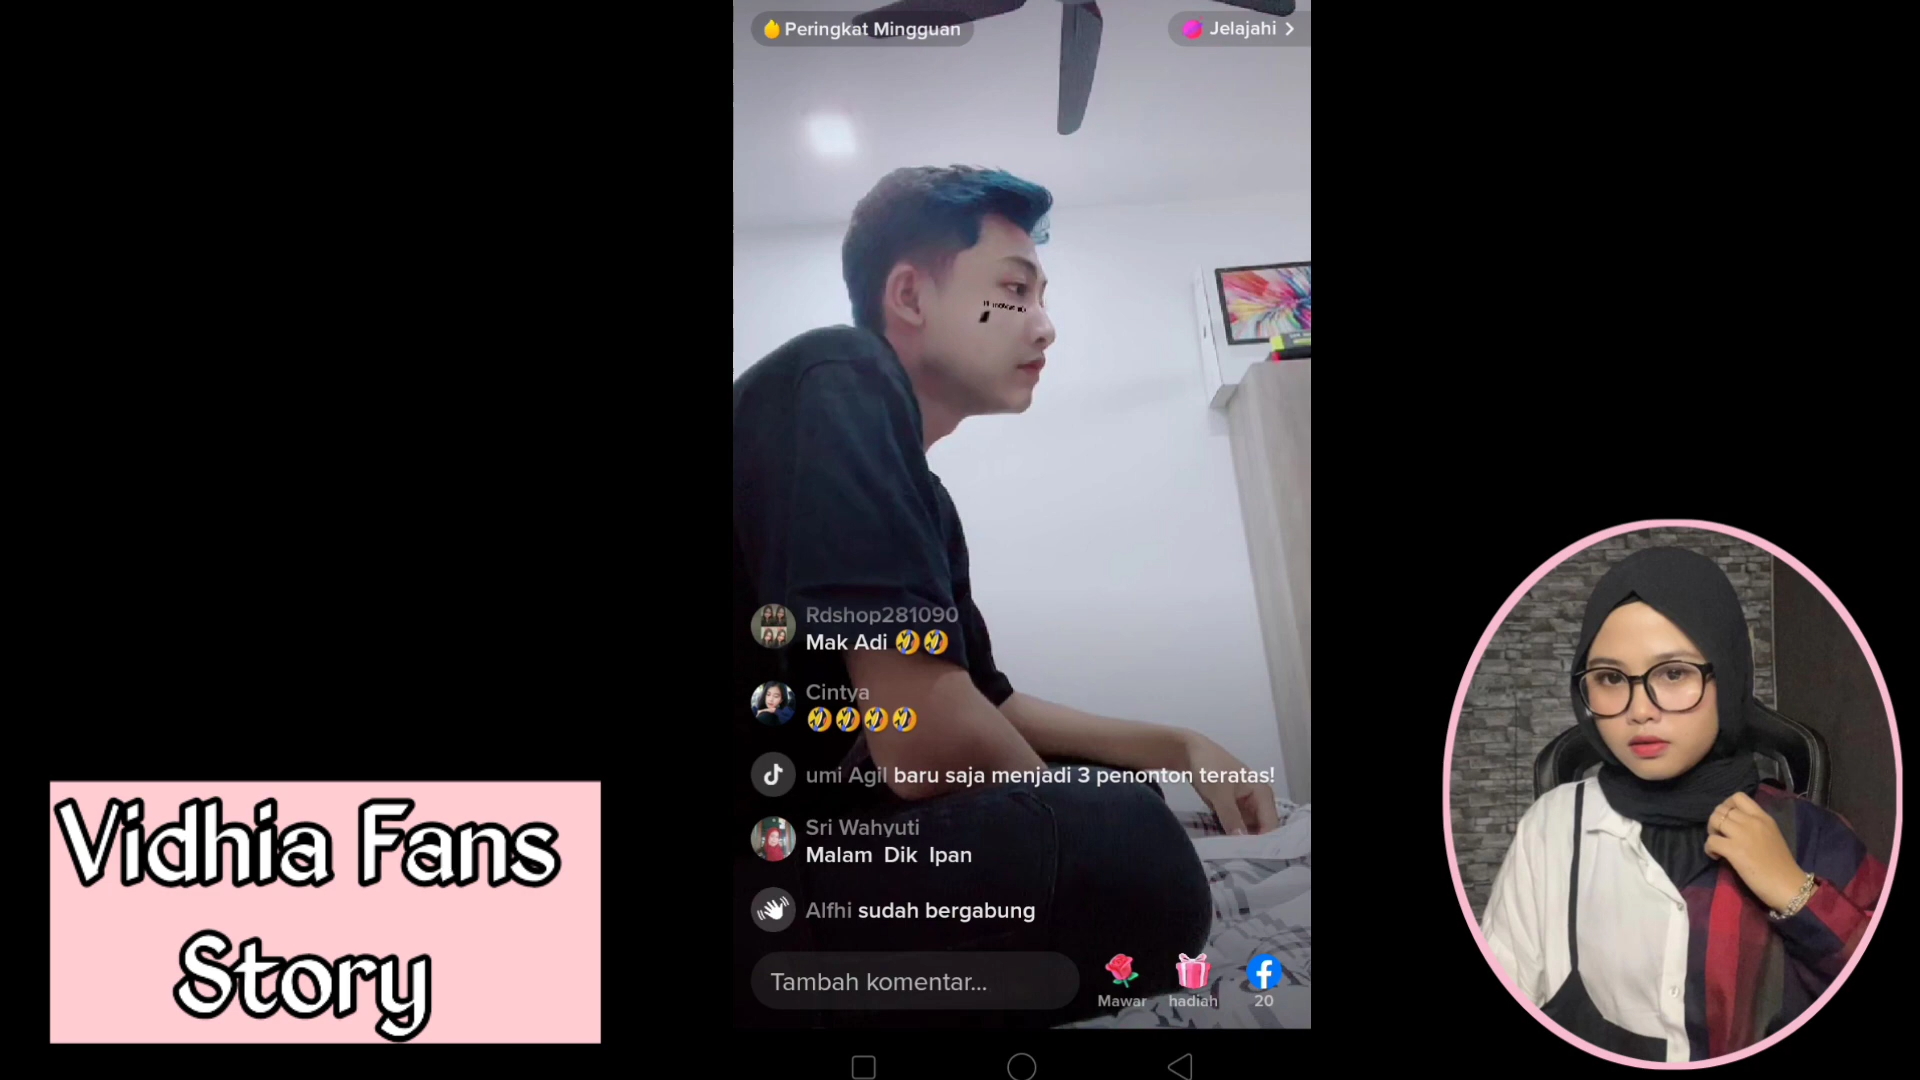 Peringkat Mingguan
Jelajahi
Rdshop281090
Mak Adi 🤣🤣
Cintya
🤣🤣🤣🤣
umi Agil baru saja menjadi 3 penonton teratas!
Sri Wahyuti
Malam Dik Ipan
Alfhi sudah bergabung
Tambah komentar...
Mawar
hadiah
20
Vidhia Fans
Story